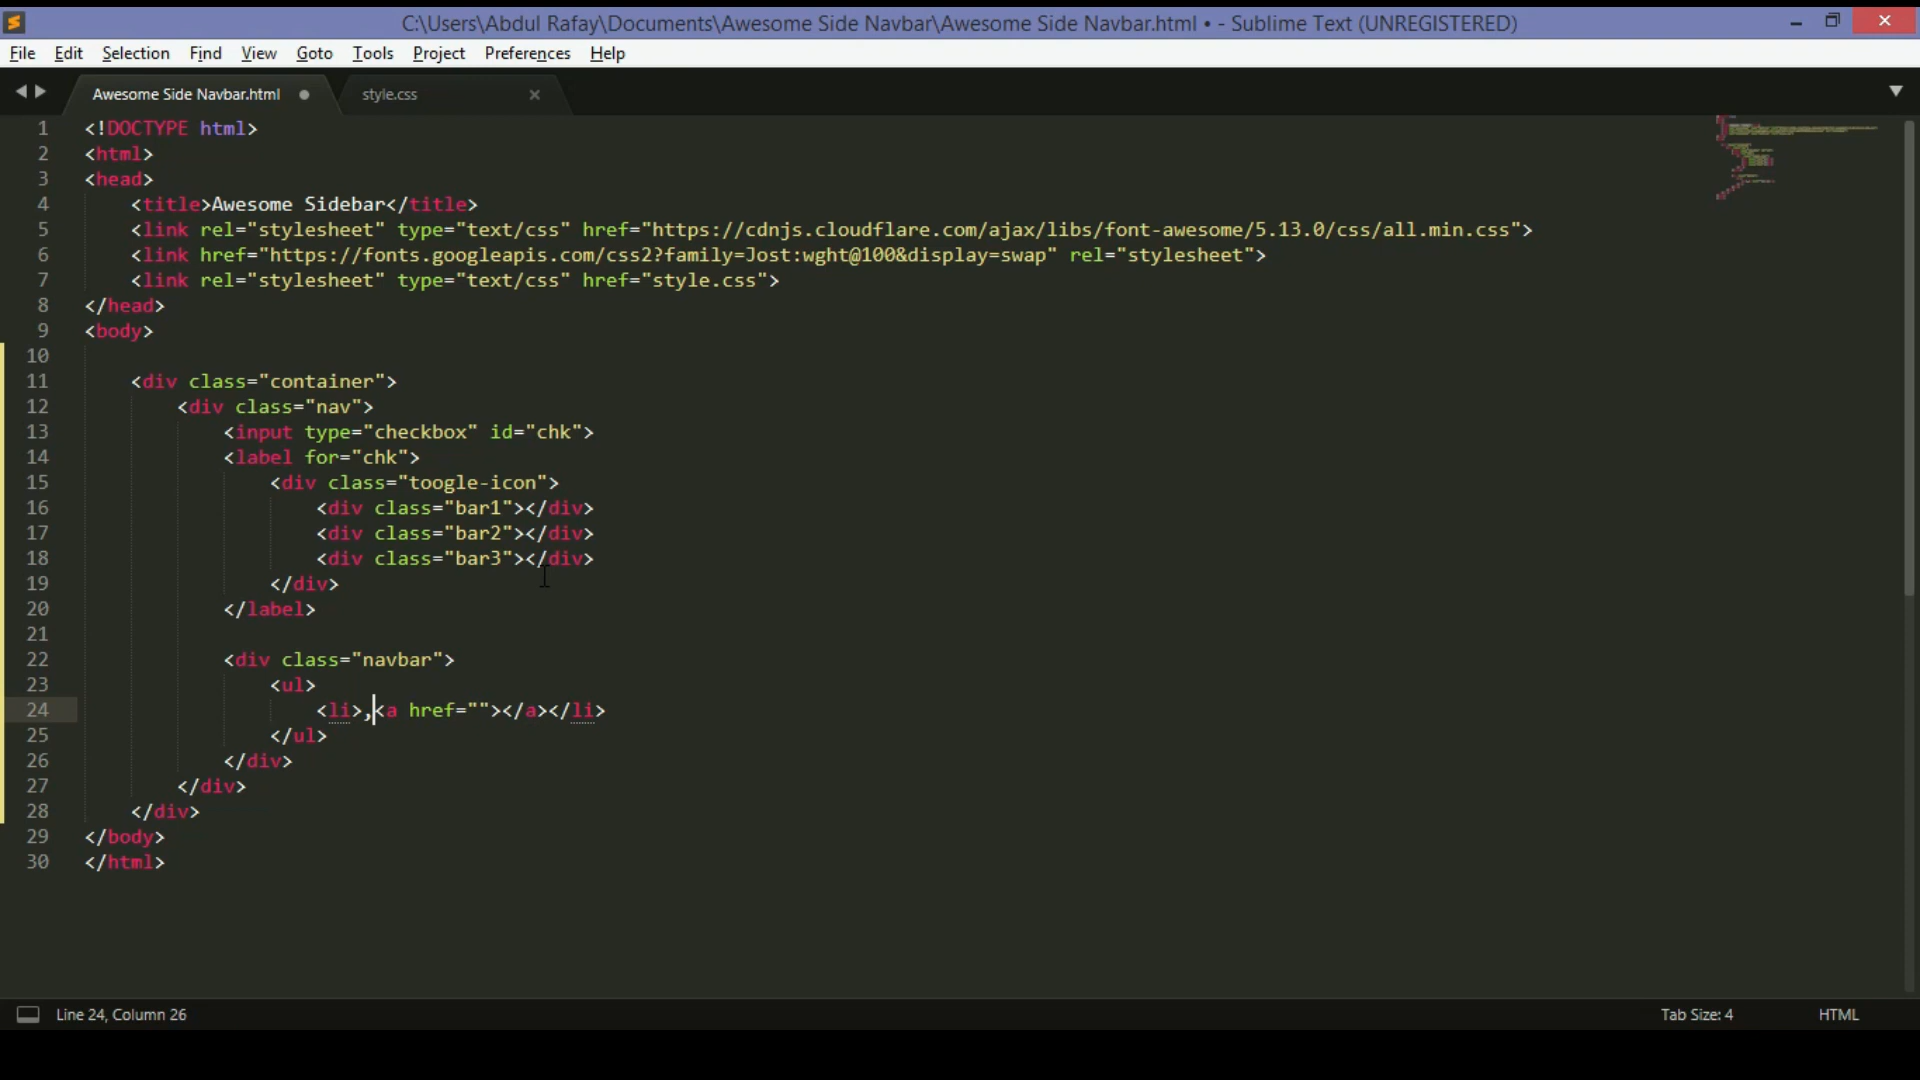 C:\Users\Abdul Rafay\Documents\Awesome Side Navbar\Awesome Side Navbar.html • - Sublime Text (UNREGISTERED)
File Edit Selection Find View Goto Tools Project Preferences Help
Awesome Side Navbar.html style.css
1 <!DOCTYPE html>
2 <html>
3 <head>
4 <title>Awesome Sidebar</title>
5 <link rel="stylesheet" type="text/css" href="https://cdnjs.cloudflare.com/ajax/libs/font-awesome/5.13.0/css/all.min.css">
6 <link href="https://fonts.googleapis.com/css2?family=Jost:wght@100&display=swap" rel="stylesheet">
7 <link rel="stylesheet" type="text/css" href="style.css">
8 </head>
9 <body>
10
11 <div class="container">
12 <div class="nav">
13 <input type="checkbox" id="chk">
14 <label for="chk">
15 <div class="toogle-icon">
16 <div class="bar1"></div>
17 <div class="bar2"></div>
18 <div class="bar3"></div>
19 </div>
20 </label>
21
22 <div class="navbar">
23 <ul>
24 <li>,<a href=""></a></li>
25 </ul>
26 </div>
27 </div>
28 </div>
29 </body>
30 </html>
Line 24, Column 26 Tab Size: 4 HTML